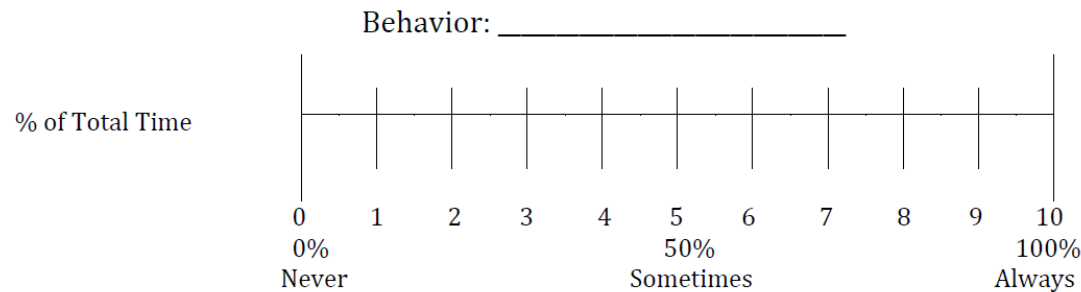 Behavior: ________________________
% of Total Time
0 1 2 3 4 5 6 7 8 9 10
0% 50% 100%
Never Sometimes Always